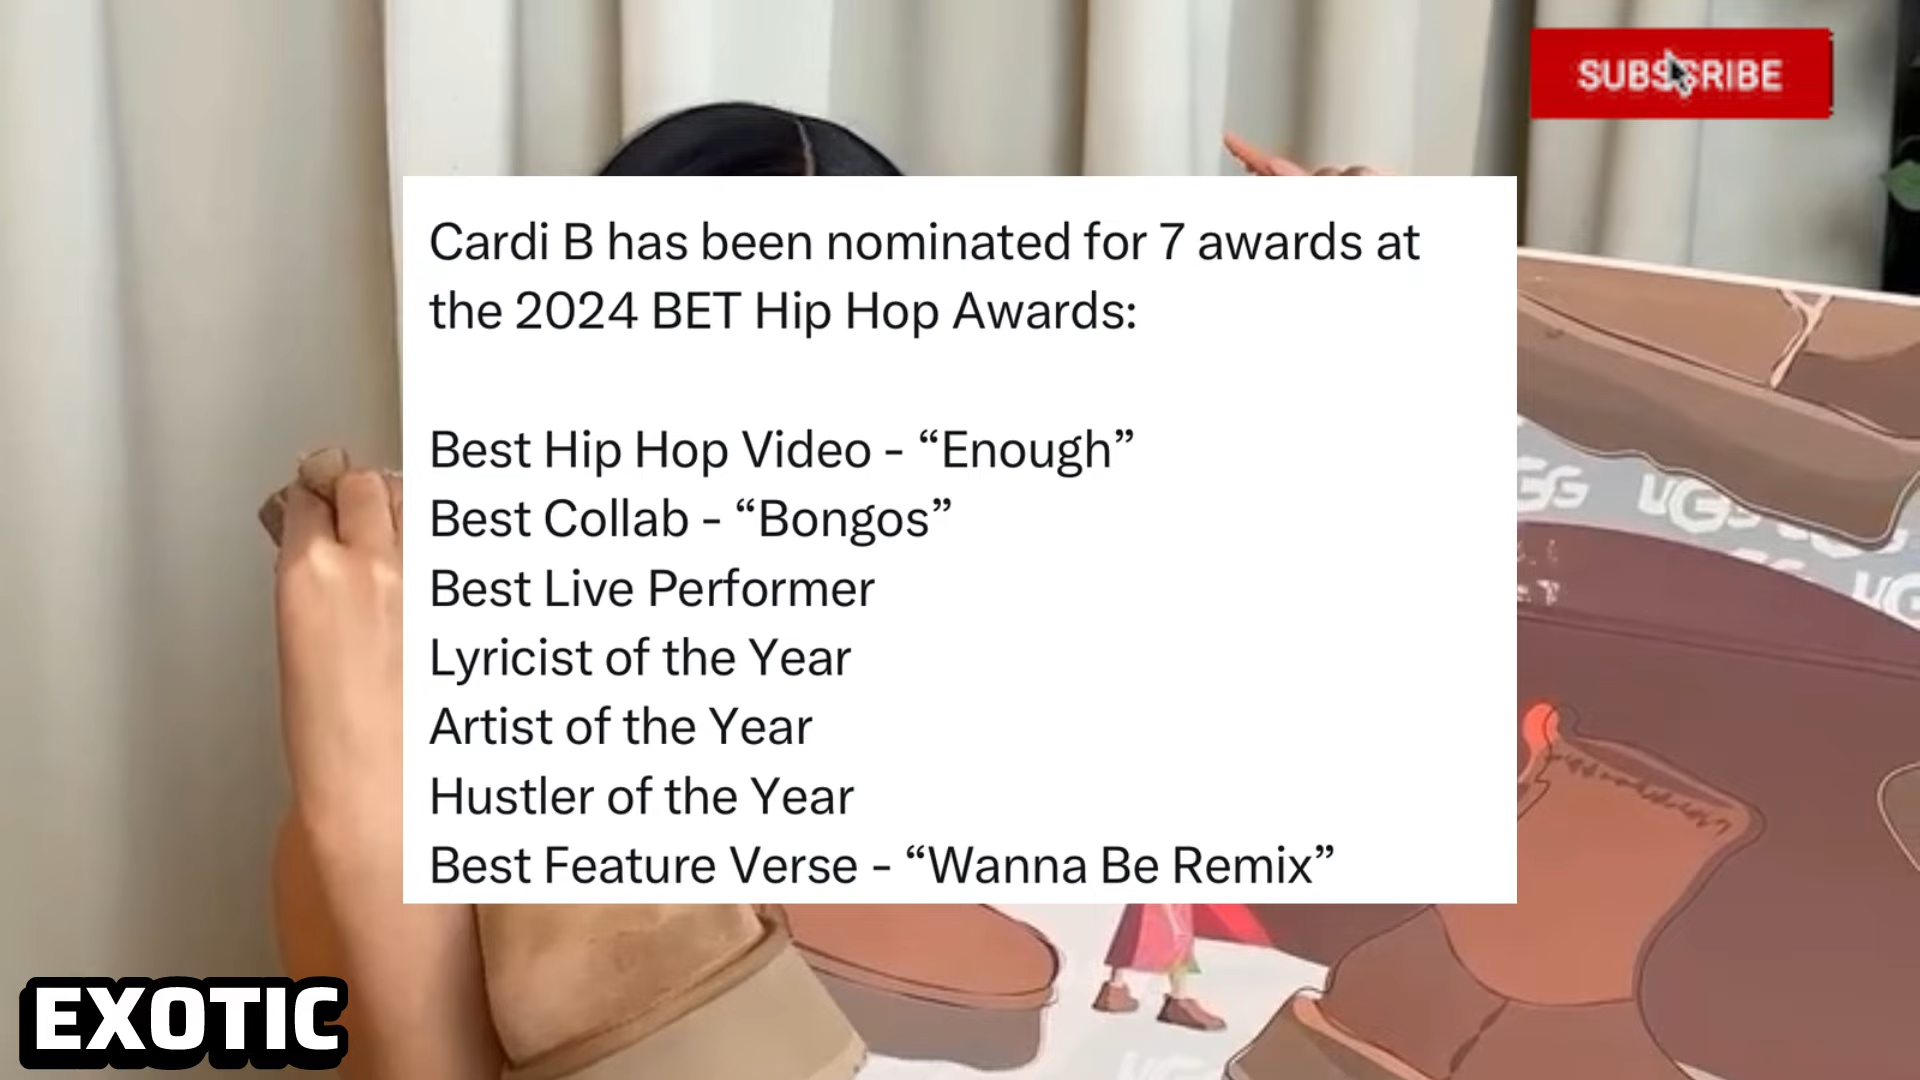 SUBSCRIBE
Cardi B has been nominated for 7 awards at
the 2024 BET Hip Hop Awards:
Best Hip Hop Video - “Enough”
Best Collab - “Bongos”
Best Live Performer
Lyricist of the Year
Artist of the Year
Hustler of the Year
Best Feature Verse - “Wanna Be Remix”
EXOTIC